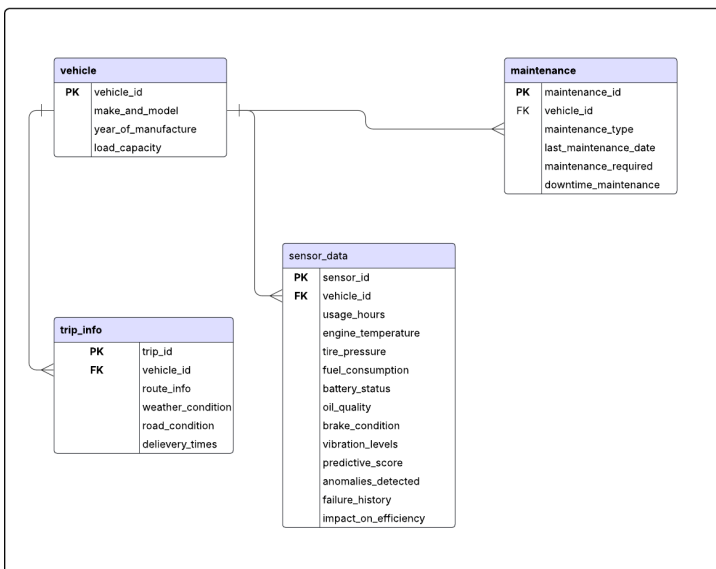 vehicle
PK vehicle_id
make_and_model
year_of_manufacture
load_capacity
maintenance
PK maintenance_id
FK vehicle_id
maintenance_type
last_maintenance_date
maintenance_required
downtime_maintenance
sensor_data
PK sensor_id
FK vehicle_id
usage_hours
engine_temperature
tire_pressure
fuel_consumption
battery_status
oil_quality
brake_condition
vibration_levels
predictive_score
anomalies_detected
failure_history
impact_on_efficiency
trip_info
PK trip_id
FK vehicle_id
route_info
weather_condition
road_condition
delievery_times